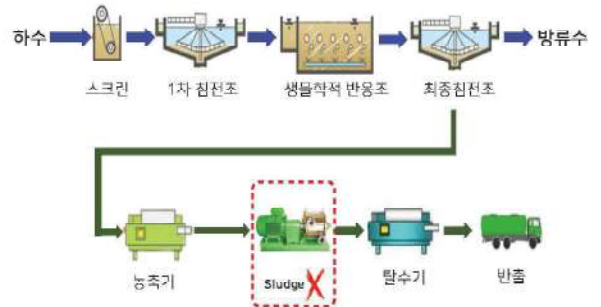 하수
방류수
스크린
1차 침전조
생물학적 반응조
최종침전조
농축기
Sludge X
탈수기
반출